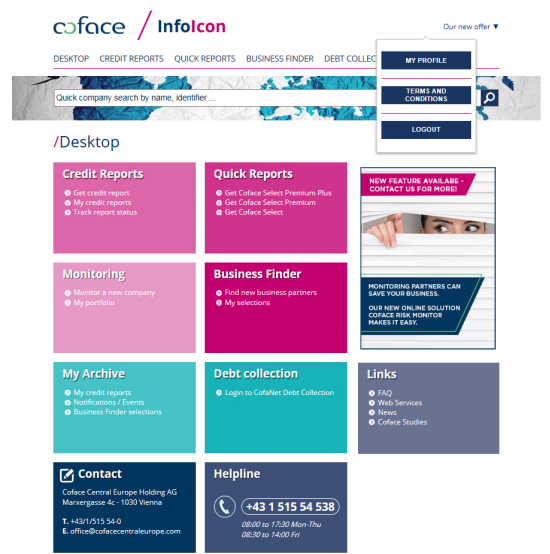 coface / InfoIcon
Our new offer ▼
DESKTOP CREDIT REPORTS QUICK REPORTS BUSINESS FINDER DEBT COLLEC
MY PROFILE
TERMS AND
CONDITIONS
LOGOUT
Quick company search by name, identifier ...
/Desktop
Credit Reports
Get credit report
My credit reports
Track report status
Quick Reports
Get Coface Select Premium Plus
Get Coface Select Premium
Get Coface Select
NEW FEATURE AVAILABE -
CONTACT US FOR MORE!
MONITORING PARTNERS CAN
SAVE YOUR BUSINESS.
OUR NEW ONLINE SOLUTION
COFACE RISK MONITOR
MAKES IT EASY.
Monitoring
Monitor a new company
My portfolio
Business Finder
Find new business partners
My selections
My Archive
My credit reports
Notifications / Events
Business Finder selections
Debt collection
Login to CofaNet Debt Collection
Links
FAQ
Web Services
News
Coface Studies
Contact
Coface Central Europe Holding AG
Marxergasse 4c - 1030 Vienna
T. +43/1/515 54-0
E. office@cofacecentraleurope.com
Helpline
+43 1 515 54 538
08:00 to 17:30 Mon-Thu
08:30 to 14:00 Fri